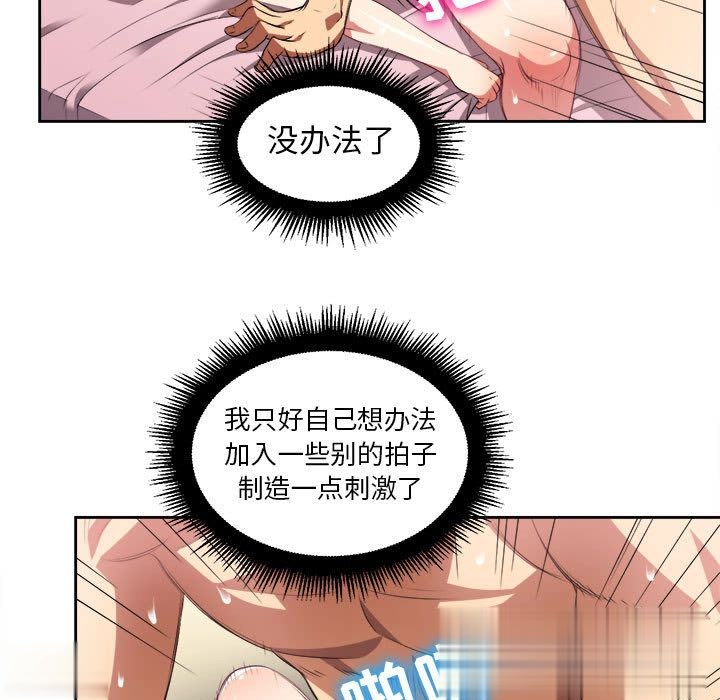 没办法了
我只好自己想办法
加入一些别的拍子
制造一点刺激了
啪